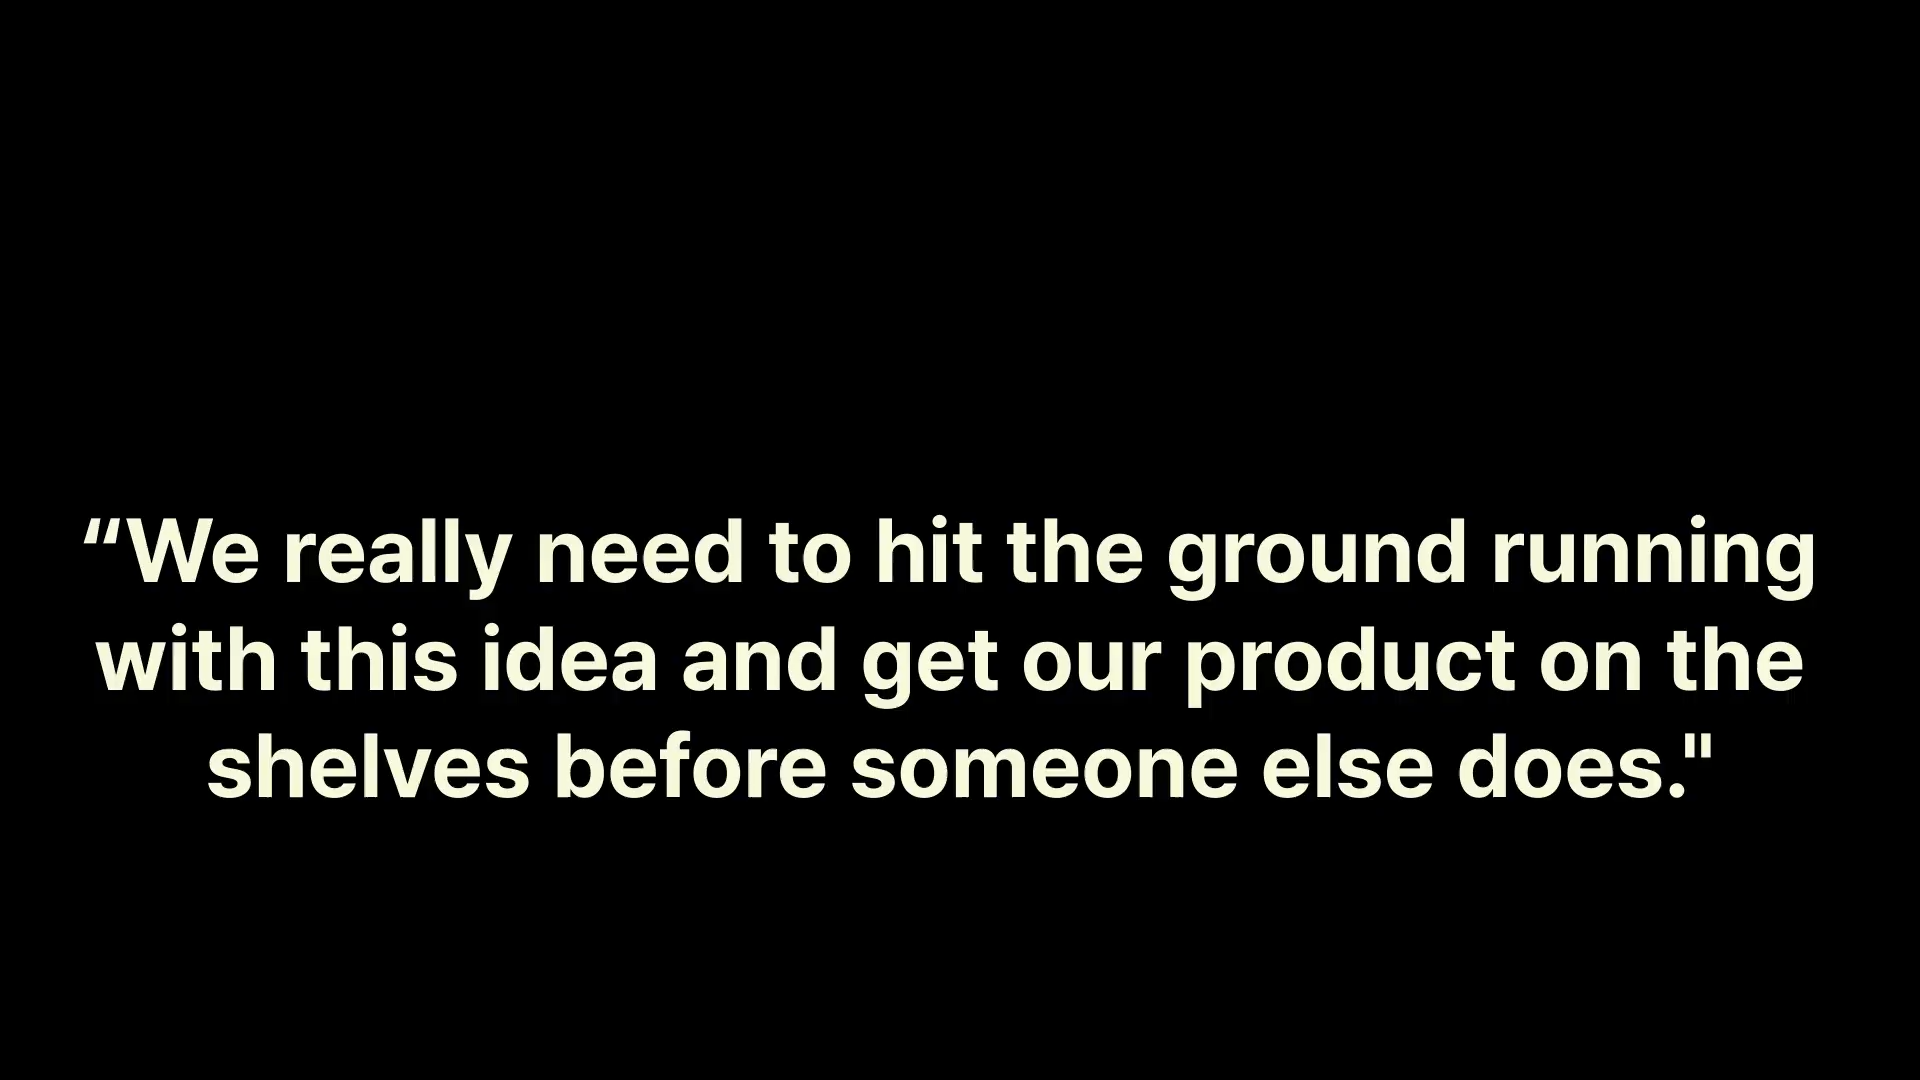 “We really need to hit the ground running
with this idea and get our product on the
shelves before someone else does."